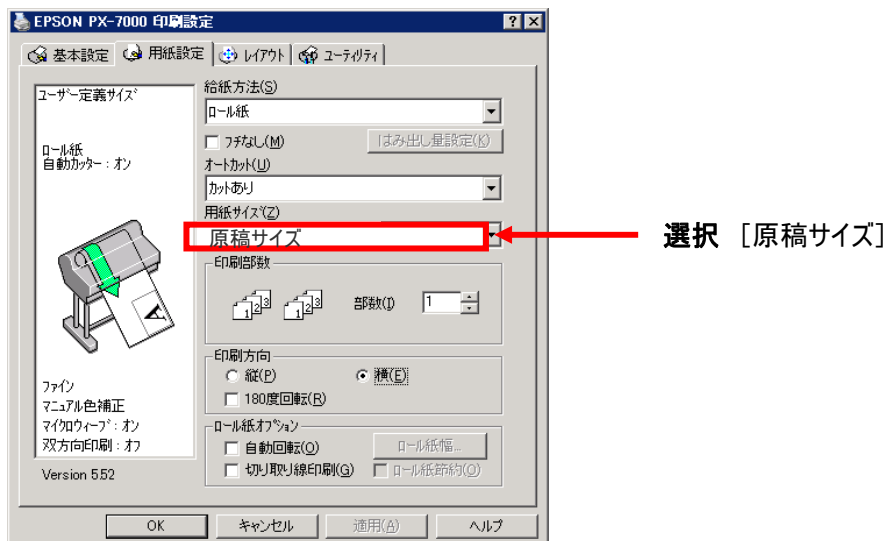 EPSON PX-7000 印刷設定
基本設定 用紙設定 レイアウト ユーティリティ
ユーザー定義サイズ
ロール紙
自動カッター : オン
A
ファイン
マニュアル色補正
マイクロウィーブ : オン
双方向印刷 : オフ
Version 5.52
給紙方法(S)
ロール紙
フチなし(M) はみ出し量設定(K)
オートカット(U)
カットあり
用紙サイズ(Z)
原稿サイズ
選択 [原稿サイズ]
印刷部数
1 2 3 1 2 3 部数(I) 1
印刷方向
縦(P) 横(E)
180度回転(R)
ロール紙オプション
自動回転(O) ロール紙幅...
切り取り線印刷(G) ロール紙節約(O)
OK キャンセル 適用(A) ヘルプ